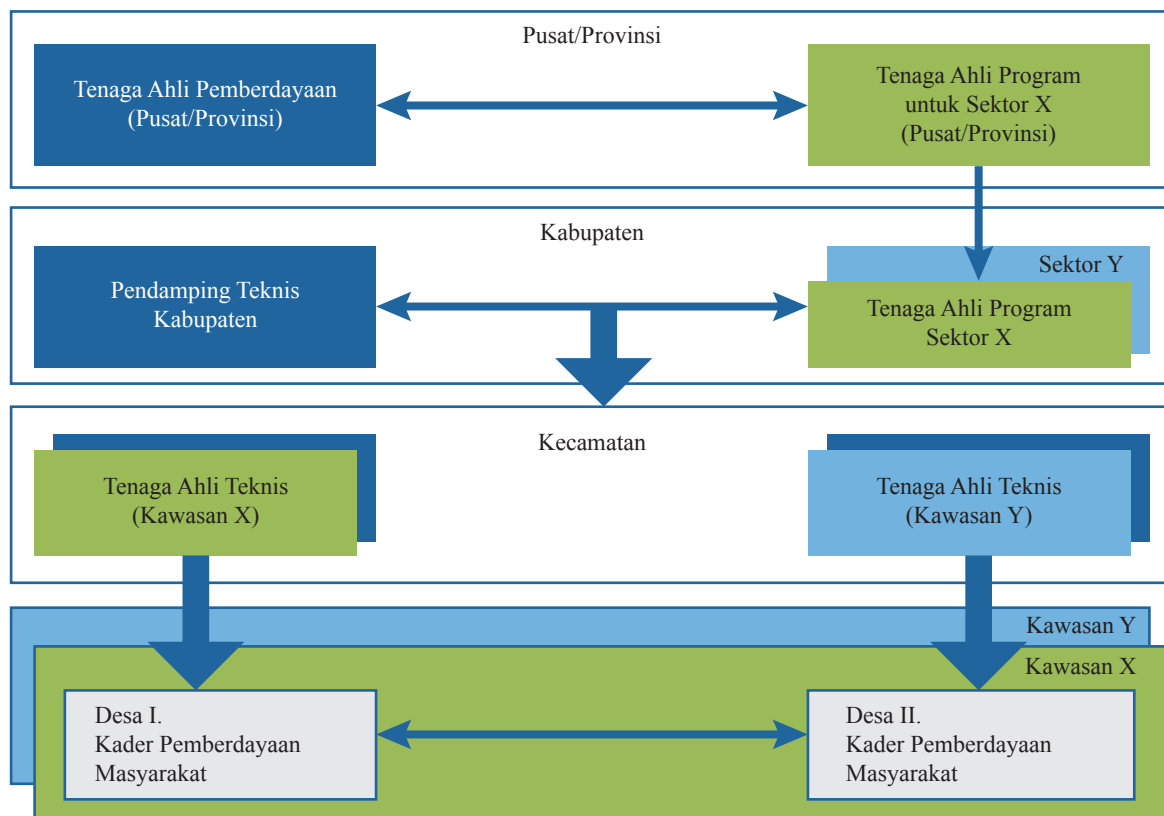 Pusat/Provinsi
Tenaga Ahli Pemberdayaan
(Pusat/Provinsi)
Tenaga Ahli Program
untuk Sektor X
(Pusat/Provinsi)
Kabupaten
Pendamping Teknis
Kabupaten
Sektor Y
Tenaga Ahli Program
Sektor X
Kecamatan
Tenaga Ahli Teknis
(Kawasan X)
Tenaga Ahli Teknis
(Kawasan Y)
Kawasan Y
Kawasan X
Desa I.
Kader Pemberdayaan
Masyarakat
Desa II.
Kader Pemberdayaan
Masyarakat